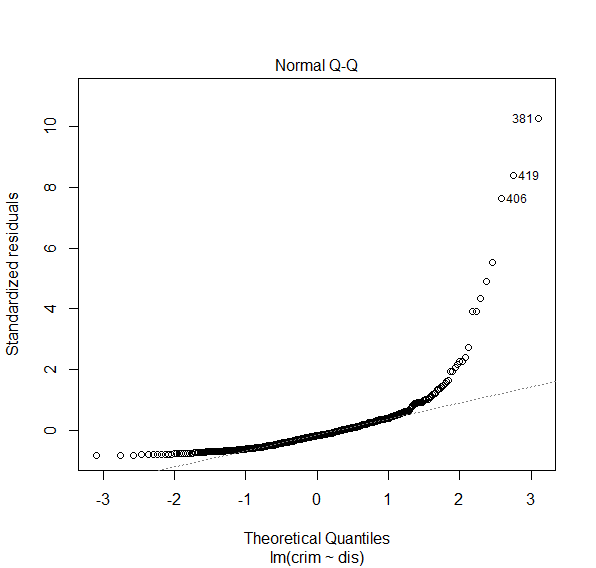 Normal Q-Q
Standardized residuals
10
8
6
4
2
0
381
419
406
-3 -2 -1 0 1 2 3
Theoretical Quantiles
lm(crim ~ dis)